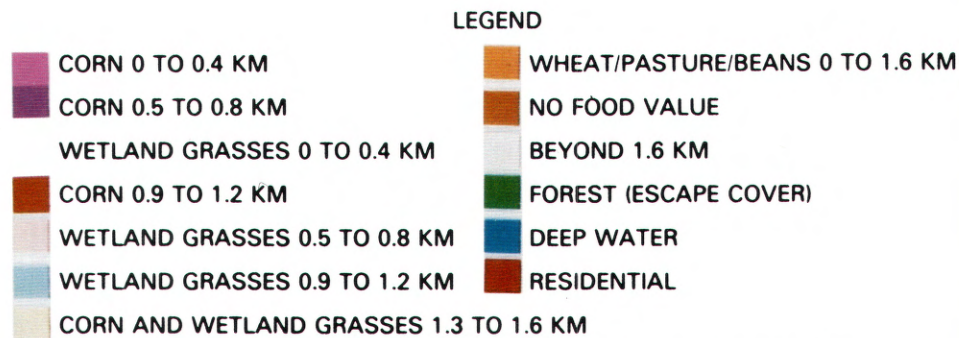 LEGEND
CORN 0 TO 0.4 KM
CORN 0.5 TO 0.8 KM
WETLAND GRASSES 0 TO 0.4 KM
CORN 0.9 TO 1.2 KM
WETLAND GRASSES 0.5 TO 0.8 KM
WETLAND GRASSES 0.9 TO 1.2 KM
CORN AND WETLAND GRASSES 1.3 TO 1.6 KM
WHEAT/PASTURE/BEANS 0 TO 1.6 KM
NO FOOD VALUE
BEYOND 1.6 KM
FOREST (ESCAPE COVER)
DEEP WATER
RESIDENTIAL